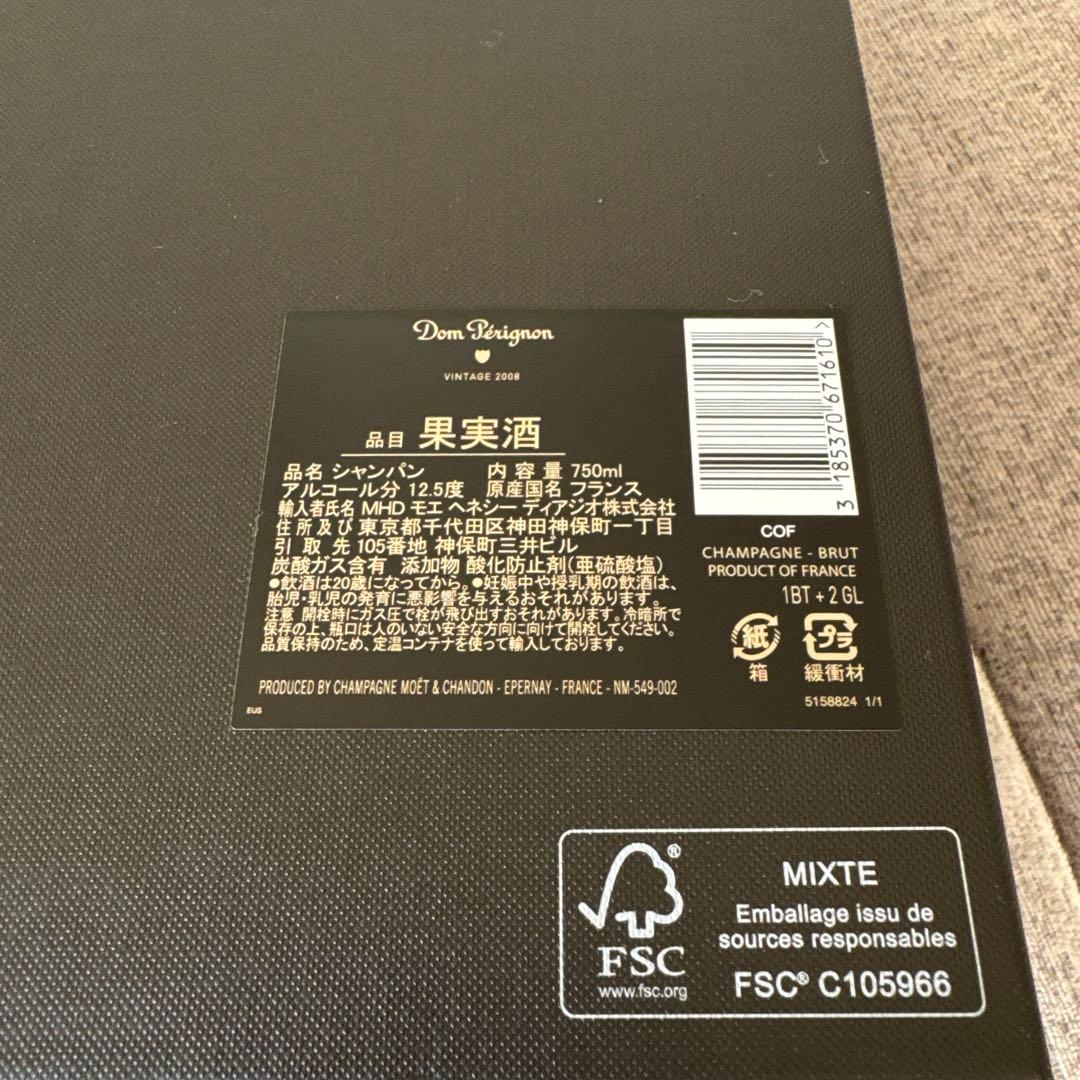 Dom Pérignon
VINTAGE 2008
品目 果実酒
品名 シャンパン 内容量 750ml
アルコール分 12.5度 原産国名 フランス
輸入者氏名 MHD モエ ヘネシー ディアジオ株式会社
住所及び 東京都千代田区神田神保町一丁目
引取先 105番地 神保町三井ビル
炭酸ガス含有 添加物 酸化防止剤(亜硫酸塩)
●飲酒は20歳になってから。●妊娠中や授乳期の飲酒は、
胎児・乳児の発育に悪影響を与えるおそれがあります。
注意 開栓時にガス圧で栓が飛び出すおそれがあります。冷暗所で
保存の上、瓶口は人のいない安全な方向に向けて開栓してください。
品質保持のため、定温コンテナを使って輸入しております。
PRODUCED BY CHAMPAGNE MOËT & CHANDON - EPERNAY - FRANCE - NM-549-002
EUS
3 185370 671610 >
COF
CHAMPAGNE - BRUT
PRODUCT OF FRANCE
1BT + 2 GL
紙 プラ
箱 緩衝材
5158824 1/1
FSC®
www.fsc.org
MIXTE
Emballage issu de
sources responsables
FSC® C105966